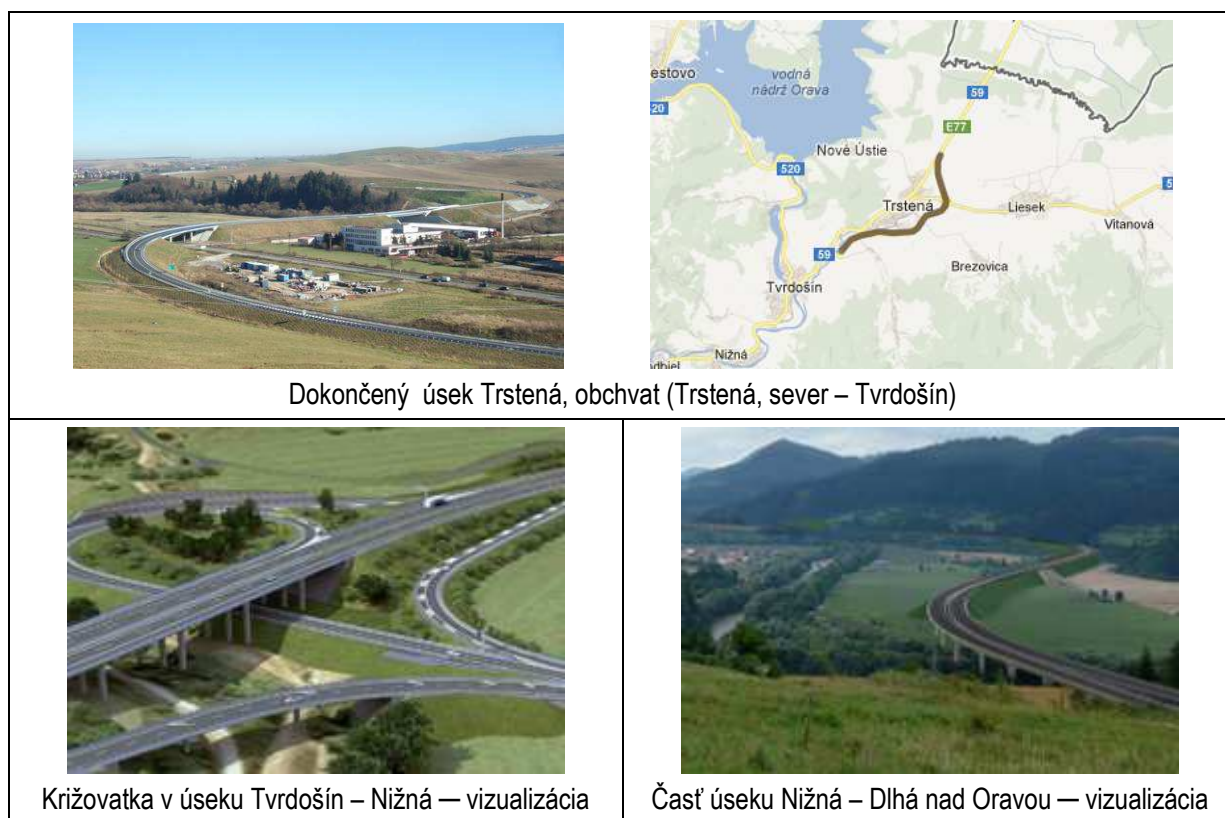 estovo
vodná
nádrž Orava
59
520
E77
Nové Ústie
520
Trstená
Liesek
Vitanová
59
Brezovica
Tvrdošín
Nižná
Dokončený úsek Trstená, obchvat (Trstená, sever – Tvrdošín)
Križovatka v úseku Tvrdošín – Nižná — vizualizácia
Časť úseku Nižná – Dlhá nad Oravou — vizualizácia